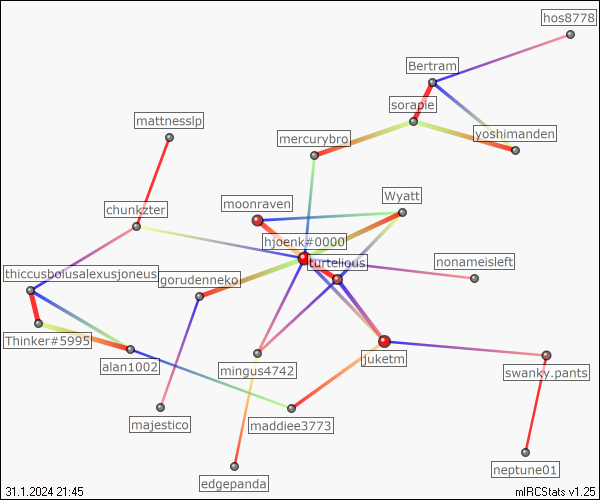 hos8778
Bertram
sorapie
mattnesslp
yoshimanden
mercurybro
Wyatt
moonraven
chunkzter
hjoenk#0000
turtelious
nonameisleft
thiccusbolusalexusjoneus
gorudenneko
Thinker#5995
juketm
alan1002
mingus4742
swanky.pants
majestico
maddiee3773
neptune01
edgepanda
31.1.2024 21:45
mIRCStats v1.25